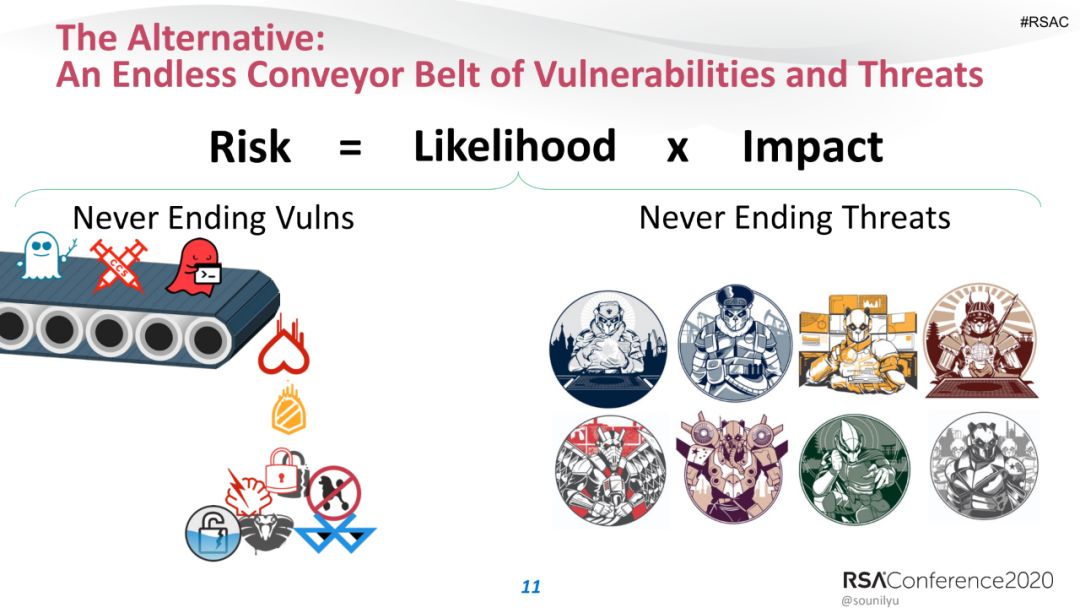 #RSAC
The Alternative:
An Endless Conveyor Belt of Vulnerabilities and Threats
Risk = Likelihood x Impact
Never Ending Vulns
Never Ending Threats
CCS
>_
11
RSAConference2020
@sounilyu